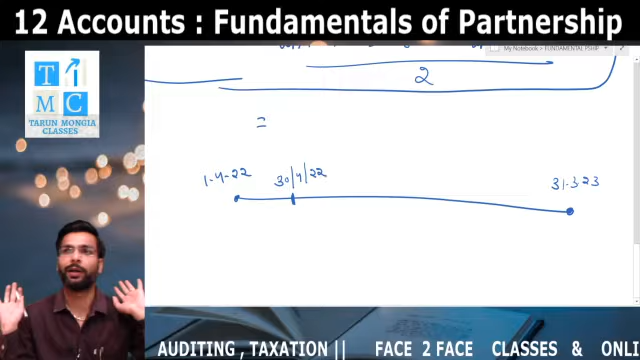 12 Accounts : Fundamentals of Partnership
My Notebook > FUNDAMENTAL PSHIP
T
M C
TARUN MONGIA
CLASSES
2
=
1-4-22
30/4/22
31.3.23
AUDITING , TAXATION || FACE 2 FACE CLASSES & ONLI